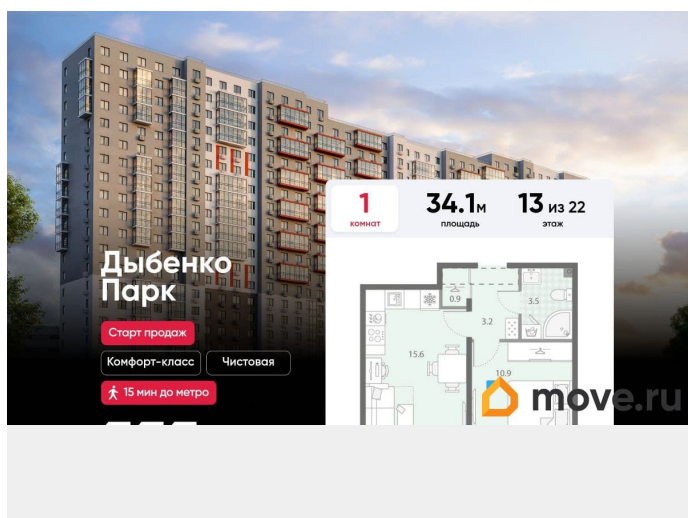 1
комнат
34.1м
площадь
13 из 22
этаж
Дыбенко
Парк
Старт продаж
Комфорт-класс
Чистовая
15 мин до метро
0.9
3.5
3.2
15.6
10.9
move.ru